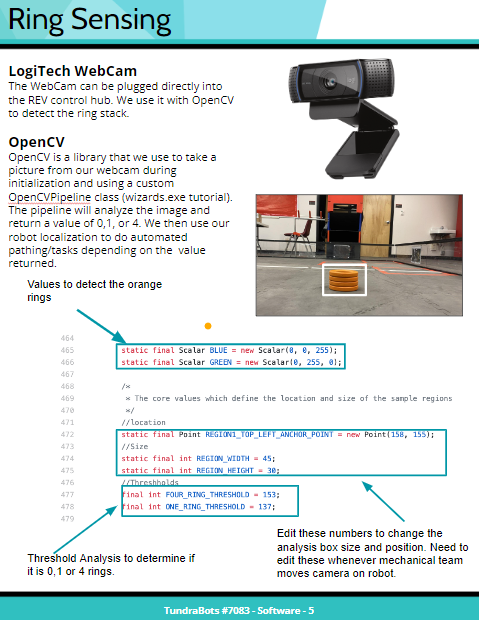 Ring Sensing
LogiTech WebCam
The WebCam can be plugged directly into
the REV control hub. We use it with OpenCV
to detect the ring stack.
OpenCV
OpenCV is a library that we use to take a
picture from our webcam during
initialization and using a custom
OpenCVPipeline class (wizards.exe tutorial).
The pipeline will analyze the image and
return a value of 0,1, or 4. We then use our
robot localization to do automated
pathing/tasks depending on the value
returned.
Values to detect the orange
rings
464
465 static final Scalar BLUE = new Scalar(0, 0, 255);
466 static final Scalar GREEN = new Scalar(0, 255, 0);
467
468 /*
469 * The core values which define the location and size of the sample regions
470 */
471 //location
472 static final Point REGION1_TOP_LEFT_ANCHOR_POINT = new Point(158, 155);
473 //Size
474 static final int REGION_WIDTH = 45;
475 static final int REGION_HEIGHT = 30;
476 //Threshholds
477 final int FOUR_RING_THRESHOLD = 153;
478 final int ONE_RING_THRESHOLD = 137;
479
Threshold Analysis to determine if
it is 0,1 or 4 rings.
Edit these numbers to change the
analysis box size and position. Need to
edit these whenever mechanical team
moves camera on robot.
TundraBots #7083 - Software - 5